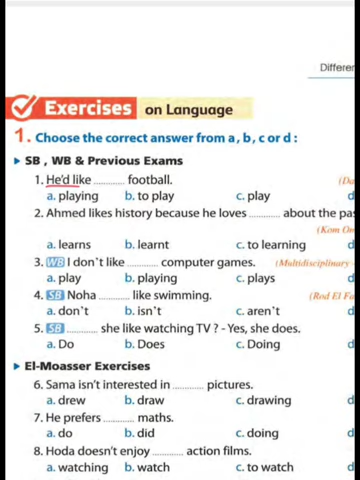 Differen
Exercises on Language
1. Choose the correct answer from a, b, c or d :
▶ SB , WB & Previous Exams
1. He'd like ............ football. (Da
a. playing b. to play c. play d
2. Ahmed likes history because he loves ............ about the pas
(Kom On
a. learns b. learnt c. to learning d
3. WB I don't like ............ computer games. (Multidisciplinary
a. play b. playing c. plays d
4. SB Noha ............ like swimming. (Rod El Fa
a. don't b. isn't c. aren't d
5. SB ............ she like watching TV ? - Yes, she does.
a. Do b. Does c. Doing d
▶ El-Moasser Exercises
6. Sama isn't interested in ............ pictures.
a. drew b. draw c. drawing d
7. He prefers ............ maths.
a. do b. did c. doing d
8. Hoda doesn't enjoy ............ action films.
a. watching b. watch c. to watch d